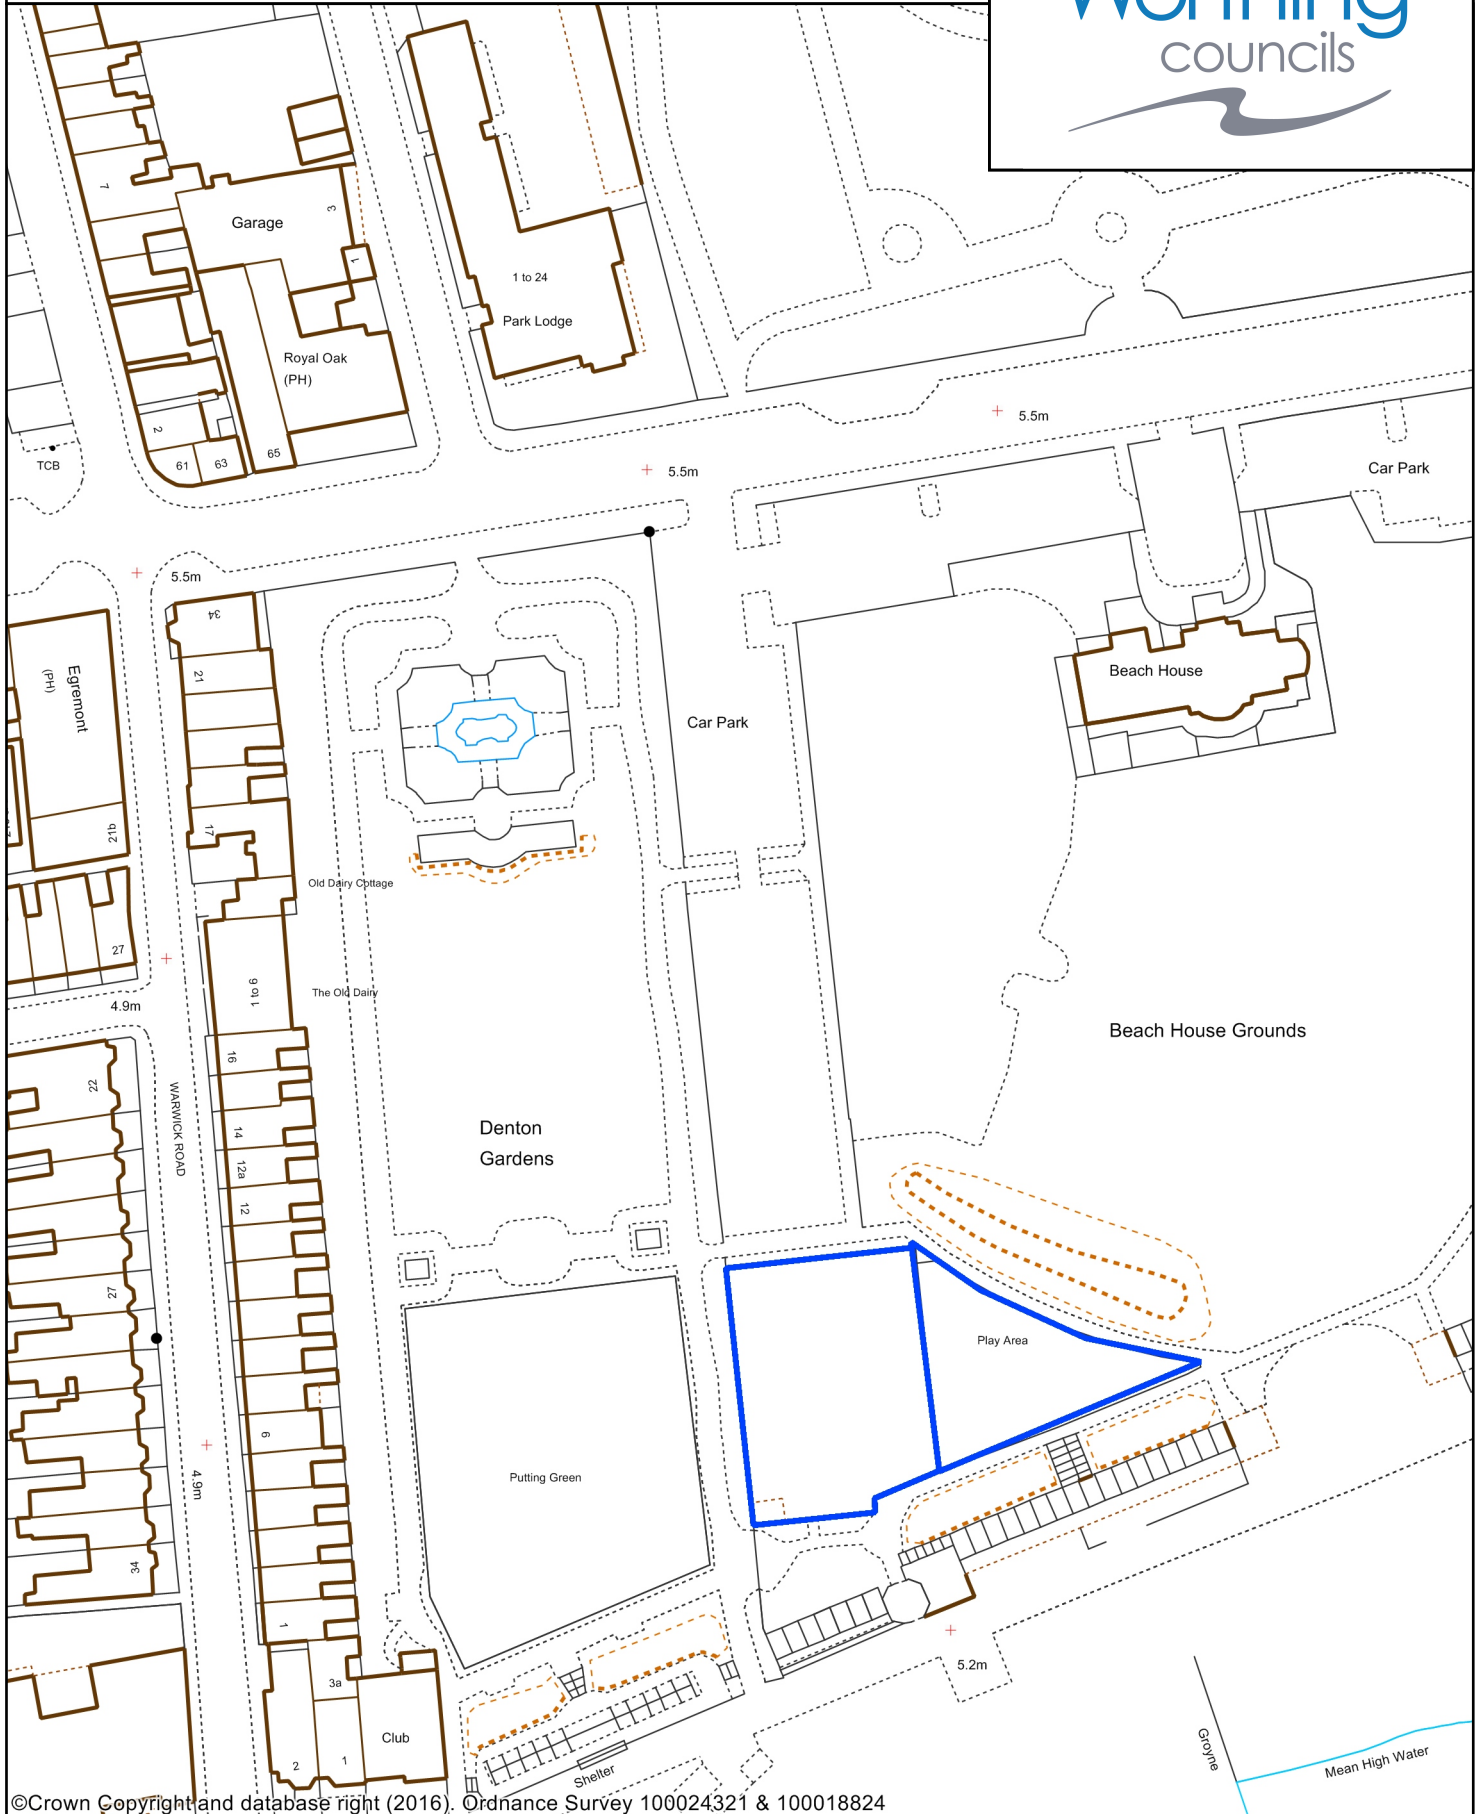 Worthing
councils
7
Garage
3
1
1 to 24
Park Lodge
Royal Oak
(PH)
2
61
63
65
TCB
5.5m
5.5m
5.5m
Car Park
34
21
Egremont
(PH)
Beach House
Car Park
17
21b
Old Dairy Cottage
27
1 to 6
The Old Dairy
4.9m
Beach House Grounds
16
22
WARWICK ROAD
14
12a
12
Denton
Gardens
27
Play Area
6
4.9m
Putting Green
34
1
3a
5.2m
Club
2
1
Shelter
Groyne
Mean High Water
©Crown Copyright and database right (2016). Ordnance Survey 100024321 & 100018824